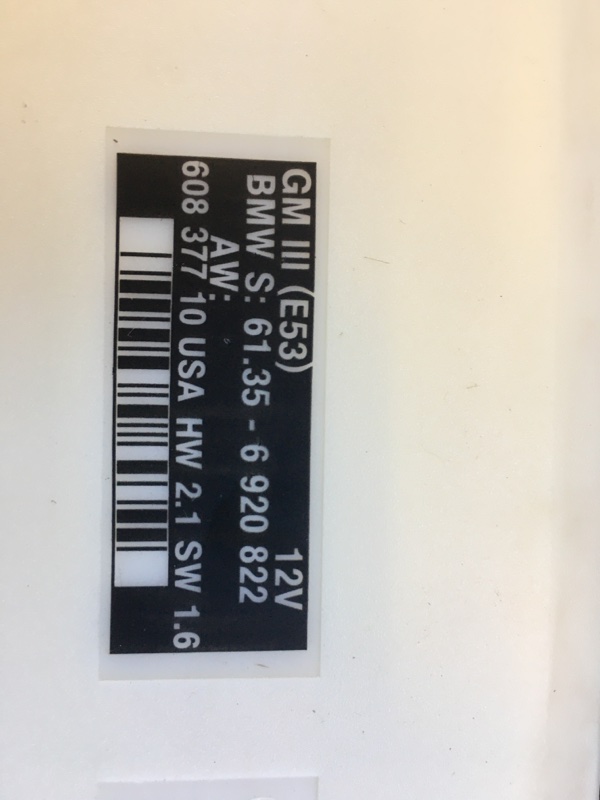 GM III (E53) 12V
BMW S: 61.35 - 6 920 822
AW:
608 377 10 USA HW 2.1 SW 1.6